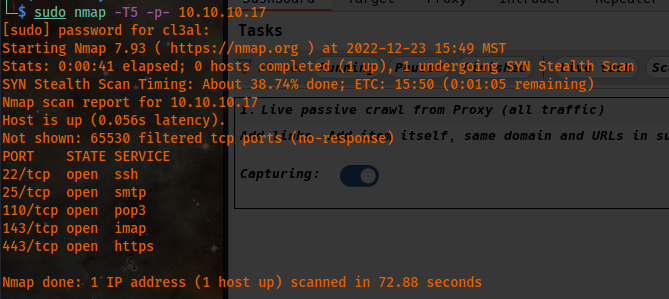 $ sudo nmap -T5 -p- 10.10.10.17
[sudo] password for cl3al:
Starting Nmap 7.93 ( https://nmap.org ) at 2022-12-23 15:49 MST
Stats: 0:00:41 elapsed; 0 hosts completed (1 up), 1 undergoing SYN Stealth Scan
SYN Stealth Scan Timing: About 38.74% done; ETC: 15:50 (0:01:05 remaining)
Nmap scan report for 10.10.10.17
Host is up (0.056s latency).
Not shown: 65530 filtered tcp ports (no-response)
PORT    STATE SERVICE
22/tcp  open  ssh
25/tcp  open  smtp
110/tcp open  pop3
143/tcp open  imap
443/tcp open  https
Nmap done: 1 IP address (1 host up) scanned in 72.88 seconds
Dashboard Target Proxy Intruder Repeater
Tasks
1. Live passive crawl from Proxy (all traffic)
itself, same domain and URLs in su
Capturing: